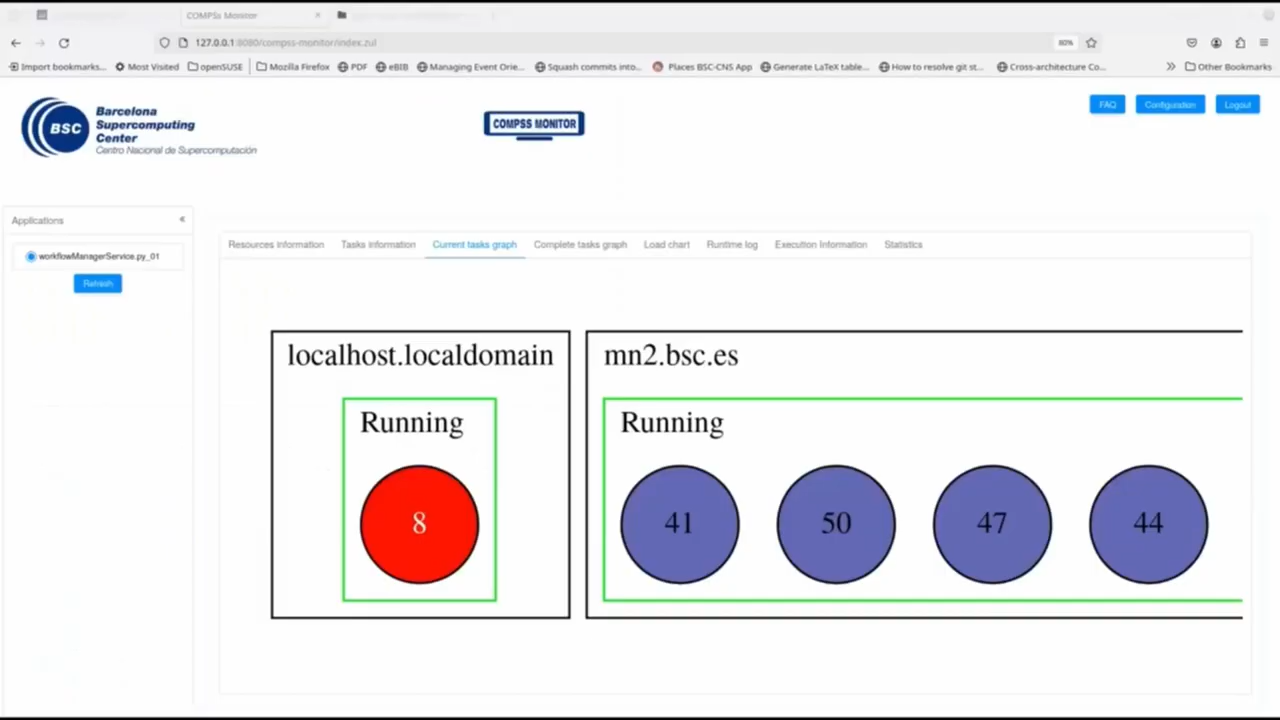 COMPSs Monitor
127.0.0.1:8080/compss-monitor/index.zul
80%
Import bookmarks... Most Visited openSUSE Mozilla Firefox PDF eBIB Managing Event Orie... Squash commits into... Places BSC-CNS App Generate LaTeX table... How to resolve git st... Cross-architecture Co... Other Bookmarks
BSC
Barcelona
Supercomputing
Center
Centro Nacional de Supercomputación
COMPSS MONITOR
FAQ Configuration Logout
Applications
workflowManagerService.py_01
Refresh
Resources information Tasks information Current tasks graph Complete tasks graph Load chart Runtime log Execution Information Statistics
localhost.localdomain
Running
8
mn2.bsc.es
Running
41 50 47 44